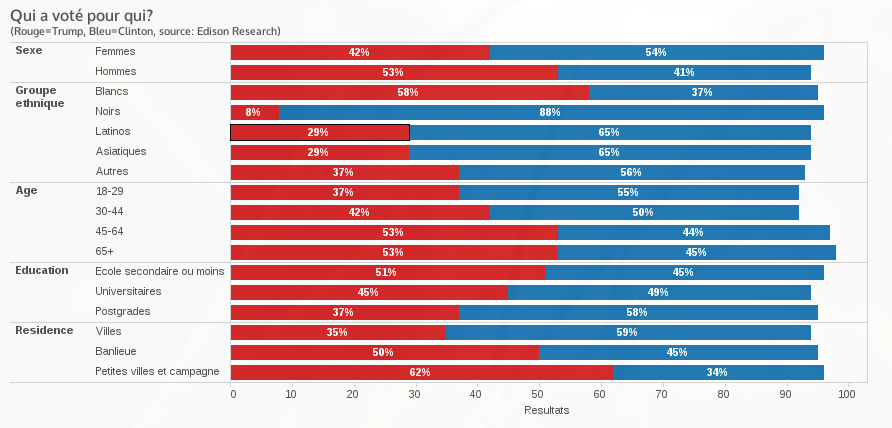 Qui a voté pour qui?
(Rouge=Trump, Bleu=Clinton, source: Edison Research)
Sexe Femmes 42% 54%
Hommes 53% 41%
Groupe ethnique Blancs 58% 37%
Noirs 8% 88%
Latinos 29% 65%
Asiatiques 29% 65%
Autres 37% 56%
Age 18-29 37% 55%
30-44 42% 50%
45-64 53% 44%
65+ 53% 45%
Education Ecole secondaire ou moins 51% 45%
Universitaires 45% 49%
Postgrades 37% 58%
Residence Villes 35% 59%
Banlieue 50% 45%
Petites villes et campagne 62% 34%
0 10 20 30 40 50 60 70 80 90 100
Resultats